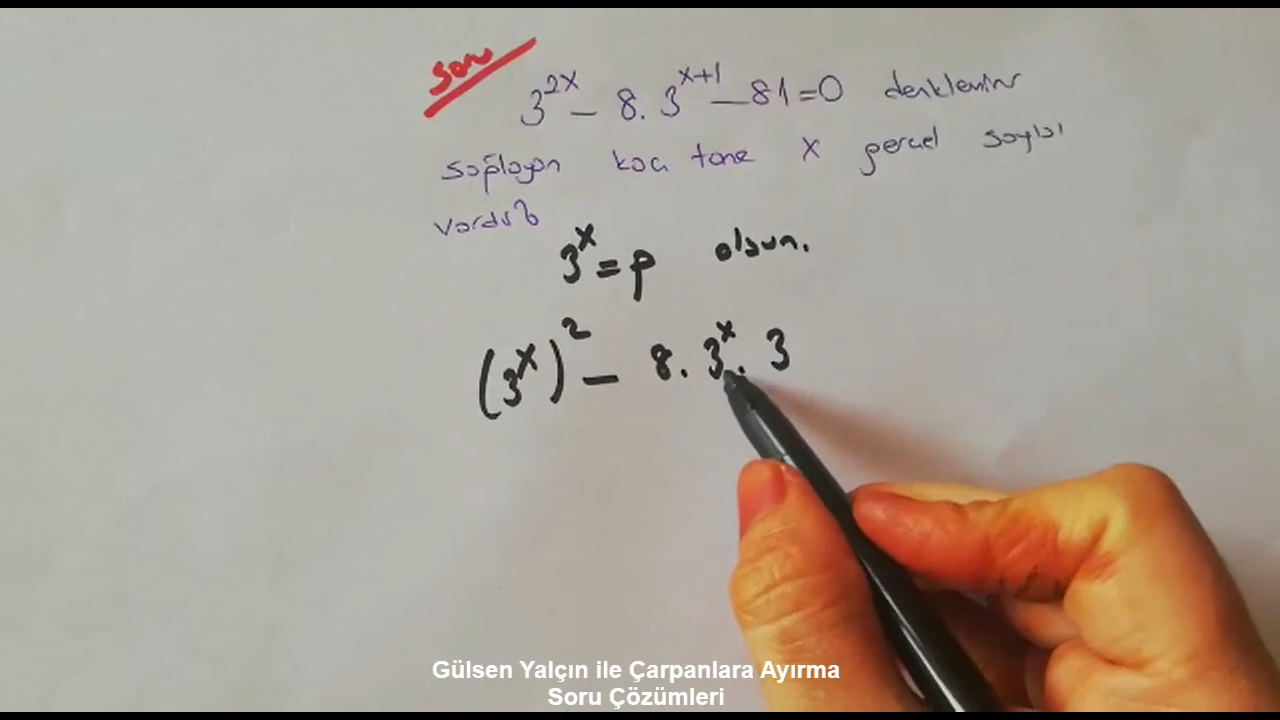 Soru
3^2x − 8. 3^x+1 − 81 = 0 denklemini
sağlayan kaç tane x gerçel sayısı
vardır?
3^x = p olsun.
(3^x)^2 − 8. 3^x. 3
Gülsen Yalçın ile Çarpanlara Ayırma
Soru Çözümleri